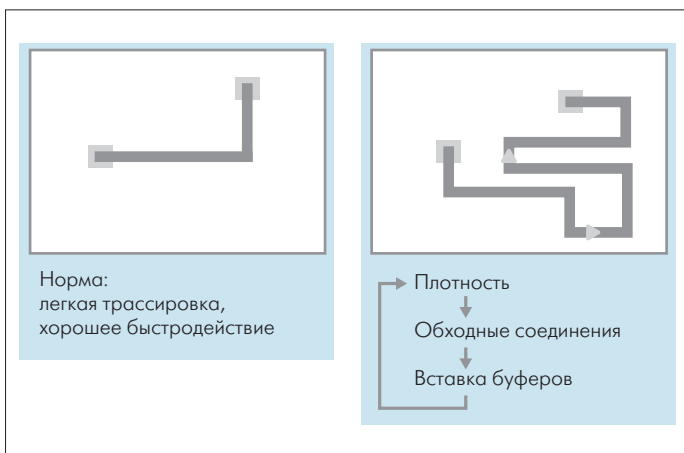 Норма:
легкая трассировка,
хорошее быстродействие
Плотность
Обходные соединения
Вставка буферов